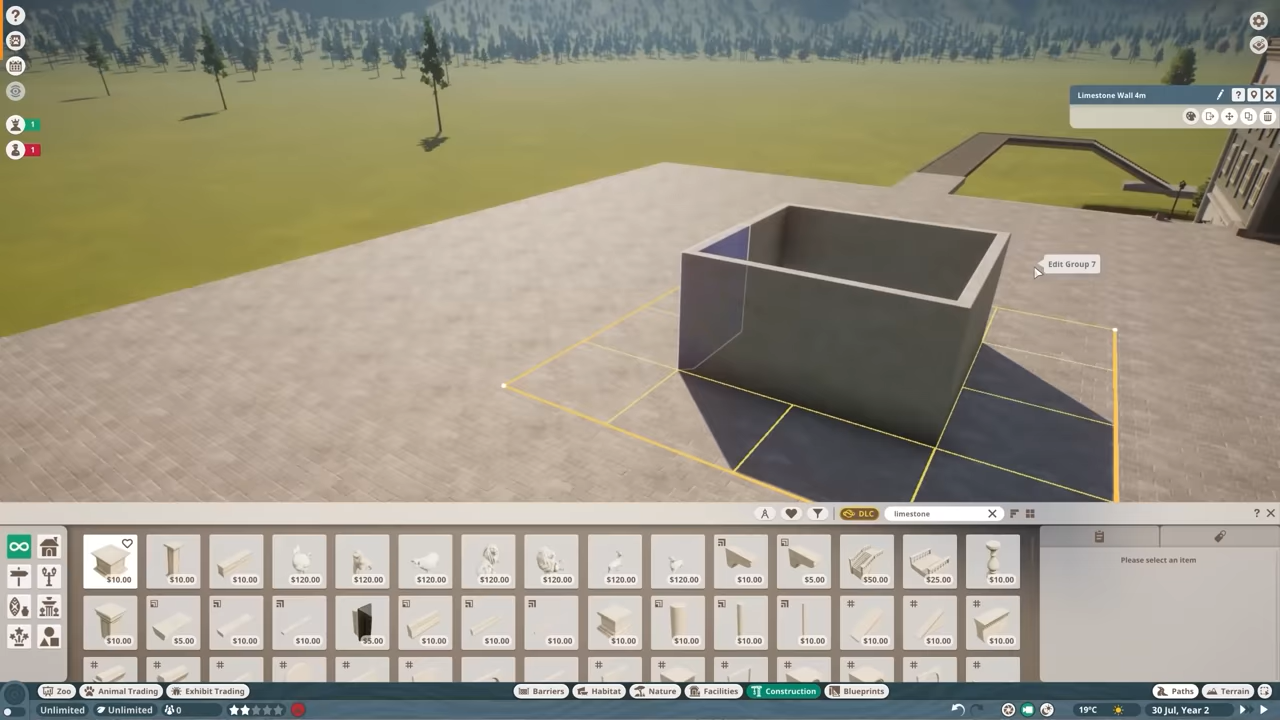 ?
1
1
Limestone Wall 4m
?
Edit Group 7
DLC
limestone
?
$10.00 $10.00 $10.00 $120.00 $120.00 $120.00 $120.00 $120.00 $120.00 $120.00 $10.00 $5.00 $50.00 $25.00 $10.00
Please select an item
$10.00 $5.00 $10.00 $10.00 $5.00 $10.00 $10.00 $10.00 $10.00 $10.00 $10.00 $10.00 $10.00 $10.00 $10.00
Zoo Animal Trading Exhibit Trading Barriers Habitat Nature Facilities Construction Blueprints Paths Terrain
Unlimited Unlimited 0 19°C 30 Jul, Year 2